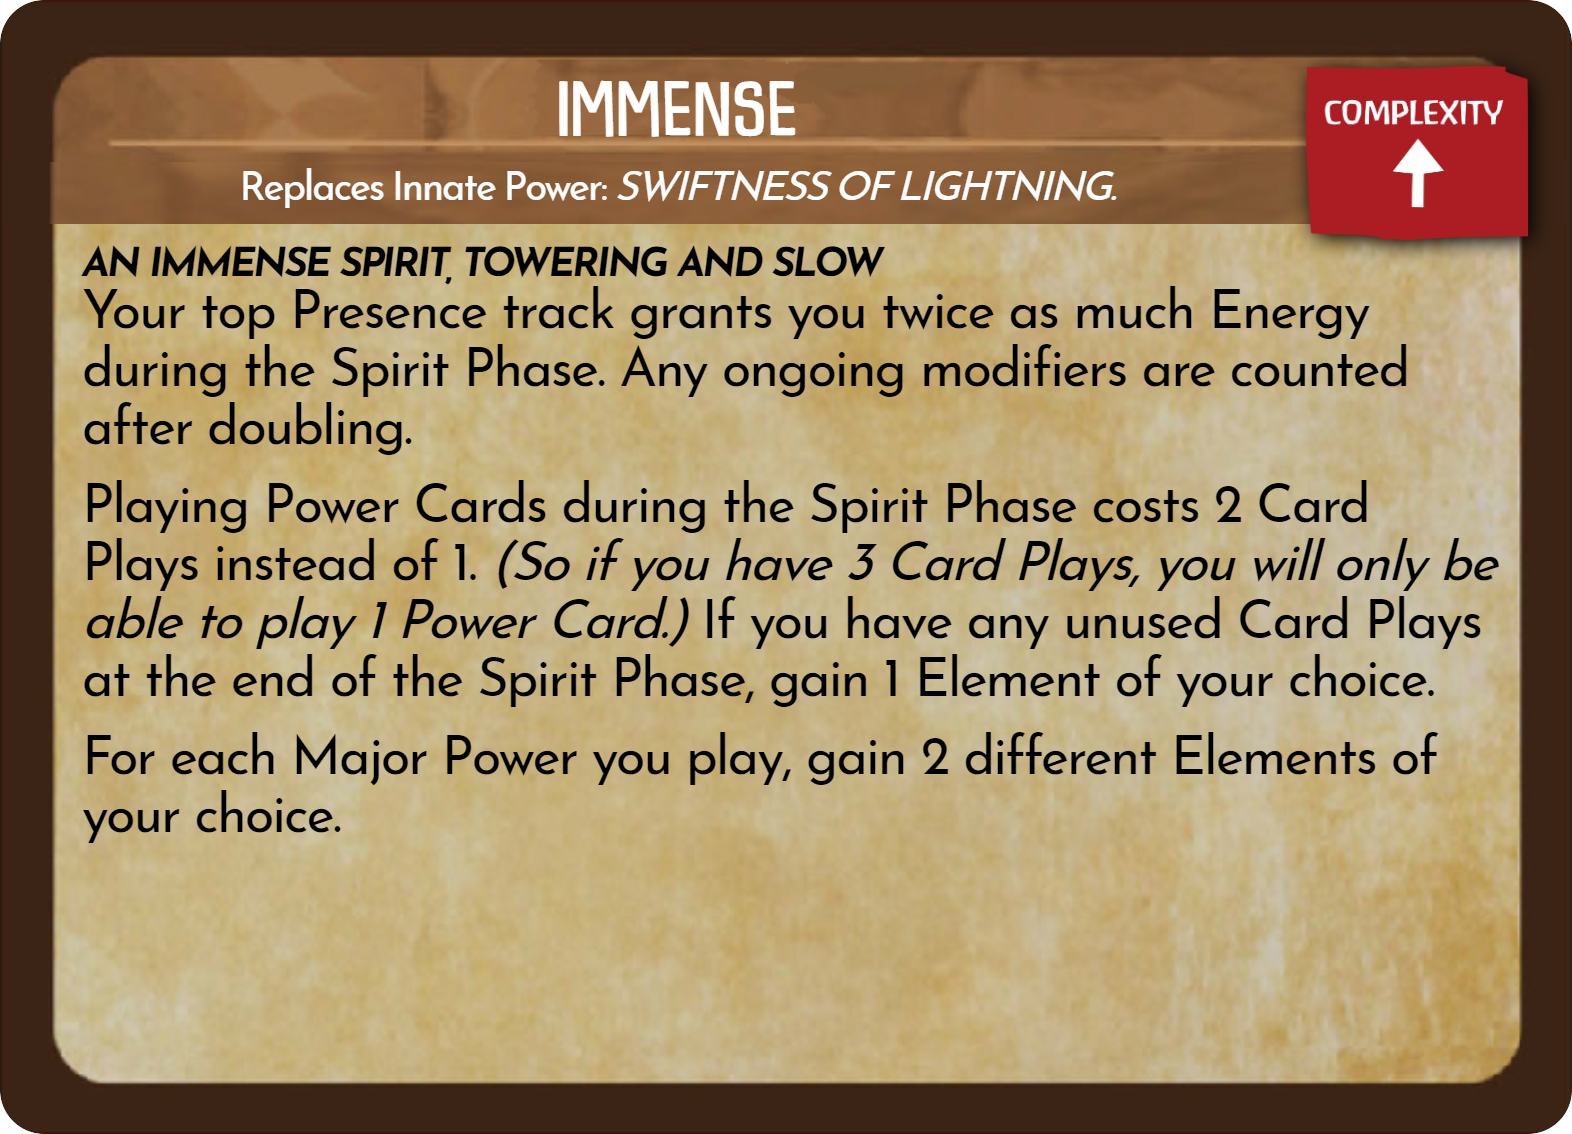 IMMENSE
COMPLEXITY
Replaces Innate Power: SWIFTNESS OF LIGHTNING.
AN IMMENSE SPIRIT, TOWERING AND SLOW
Your top Presence track grants you twice as much Energy
during the Spirit Phase. Any ongoing modifiers are counted
after doubling.
Playing Power Cards during the Spirit Phase costs 2 Card
Plays instead of 1. (So if you have 3 Card Plays, you will only be
able to play 1 Power Card.) If you have any unused Card Plays
at the end of the Spirit Phase, gain 1 Element of your choice.
For each Major Power you play, gain 2 different Elements of
your choice.